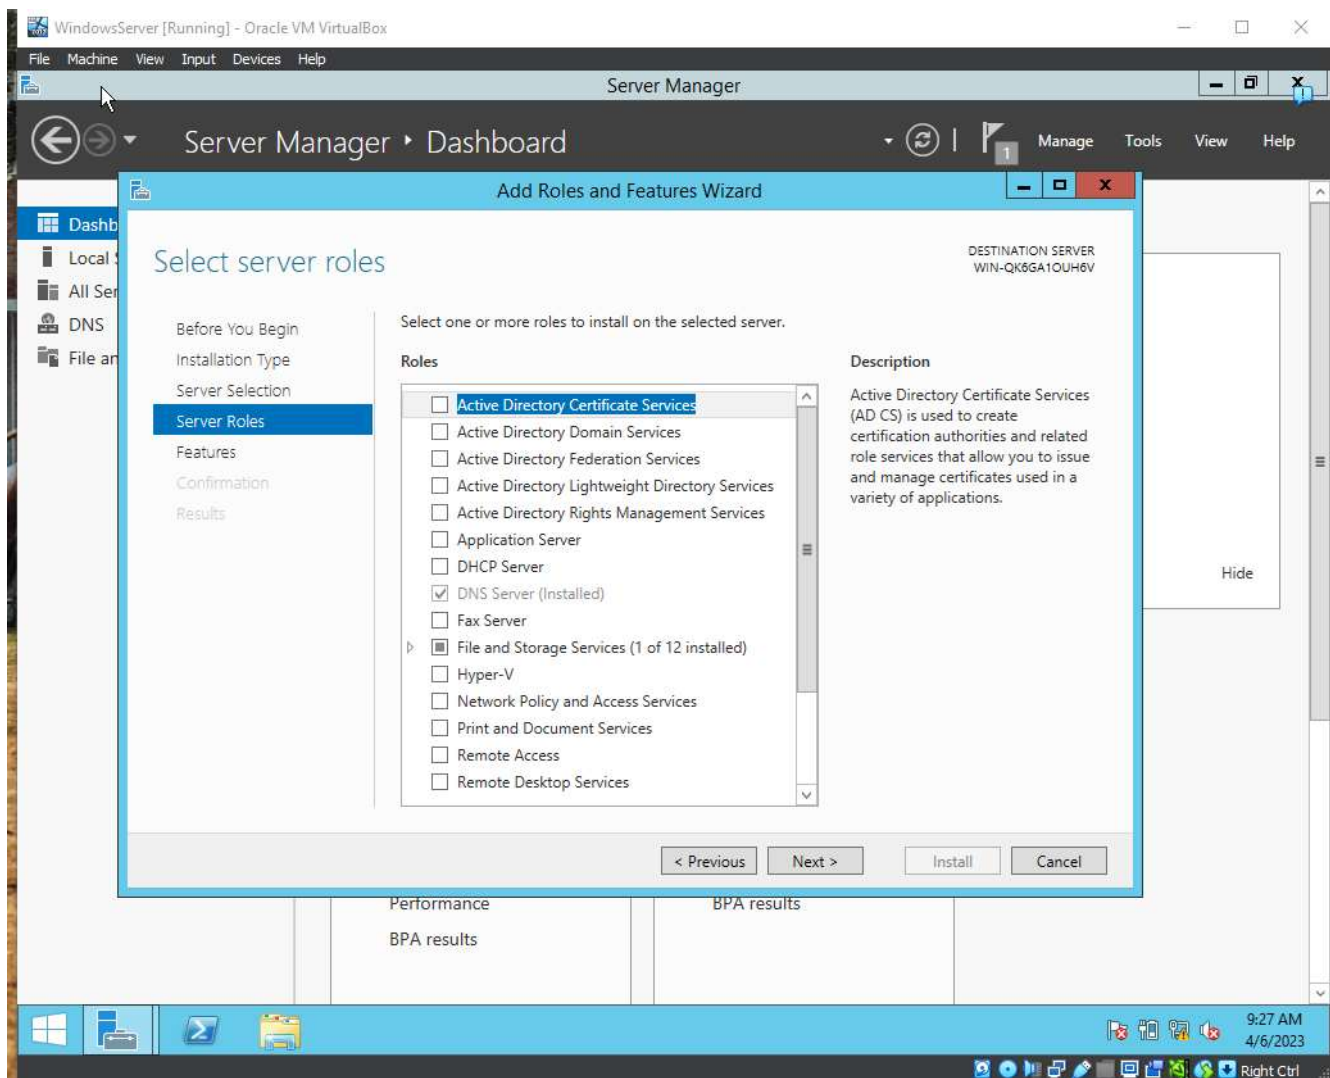 WindowsServer [Running] - Oracle VM VirtualBox
File Machine View Input Devices Help
Server Manager
Server Manager Dashboard
1
Manage Tools View Help
Add Roles and Features Wizard
Dashb
Local
All Ser
DNS
File an
Select server roles
DESTINATION SERVER
WIN-QK6GA1OUH6V
Before You Begin
Installation Type
Server Selection
Server Roles
Features
Confirmation
Results
Select one or more roles to install on the selected server.
Roles
Active Directory Certificate Services
Active Directory Domain Services
Active Directory Federation Services
Active Directory Lightweight Directory Services
Active Directory Rights Management Services
Application Server
DHCP Server
DNS Server (Installed)
Fax Server
File and Storage Services (1 of 12 installed)
Hyper-V
Network Policy and Access Services
Print and Document Services
Remote Access
Remote Desktop Services
Description
Active Directory Certificate Services
(AD CS) is used to create
certification authorities and related
role services that allow you to issue
and manage certificates used in a
variety of applications.
Hide
< Previous
Next >
Install
Cancel
Performance
BPA results
BPA results
9:27 AM
4/6/2023
Right Ctrl